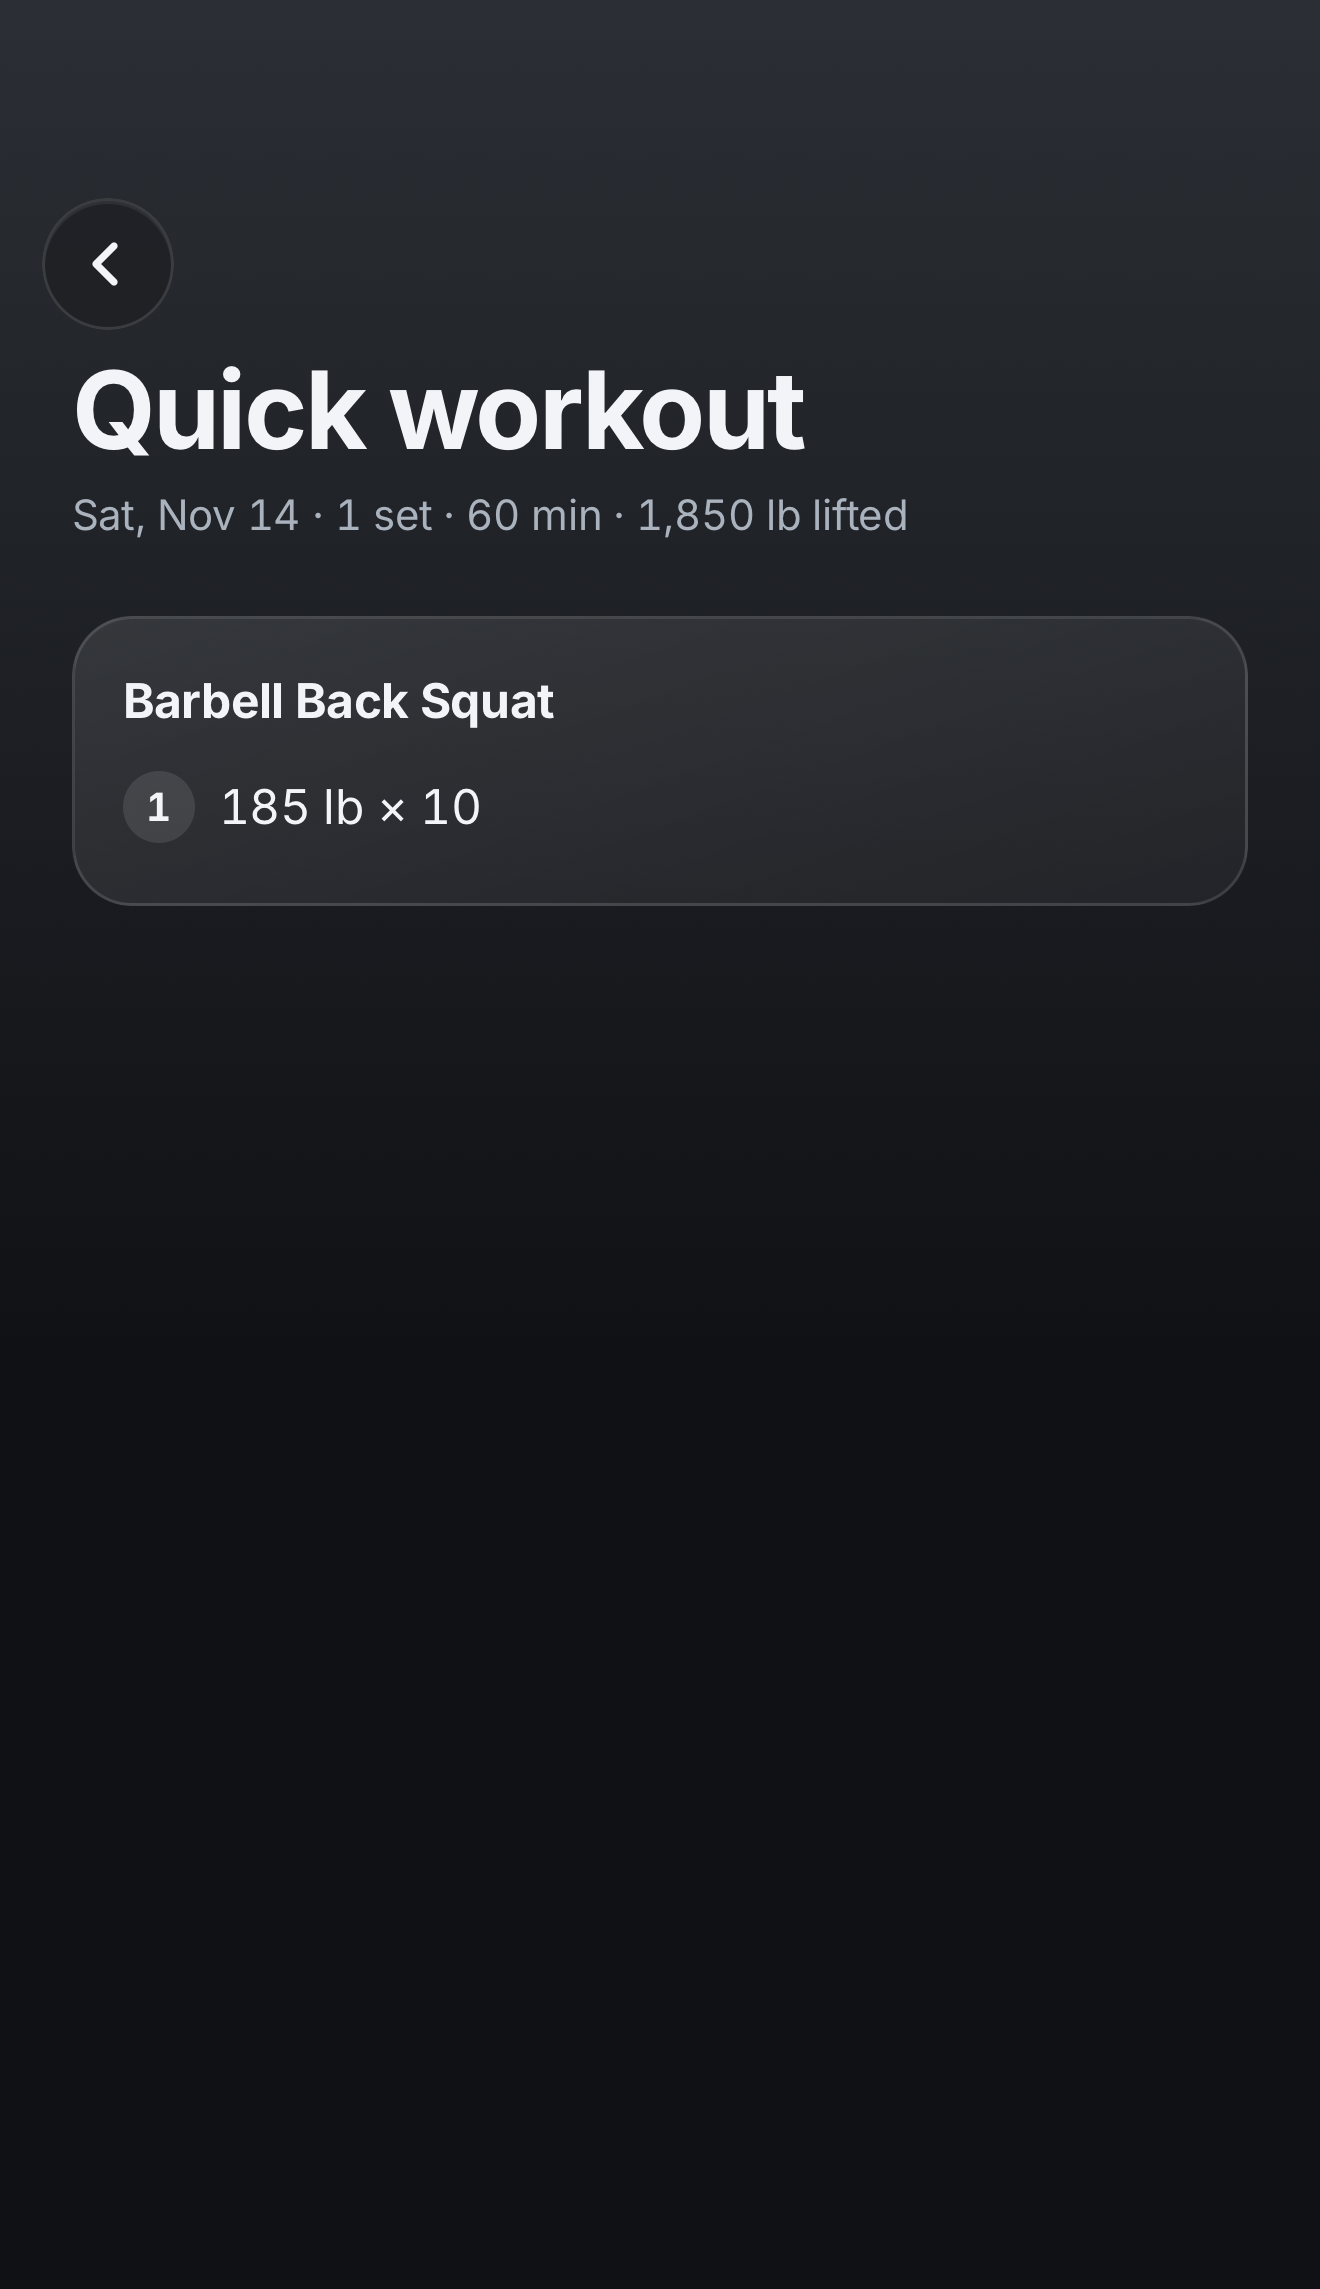 Quick workout
Sat, Nov 14 · 1 set · 60 min · 1,850 lb lifted
Barbell Back Squat
1 185 lb × 10